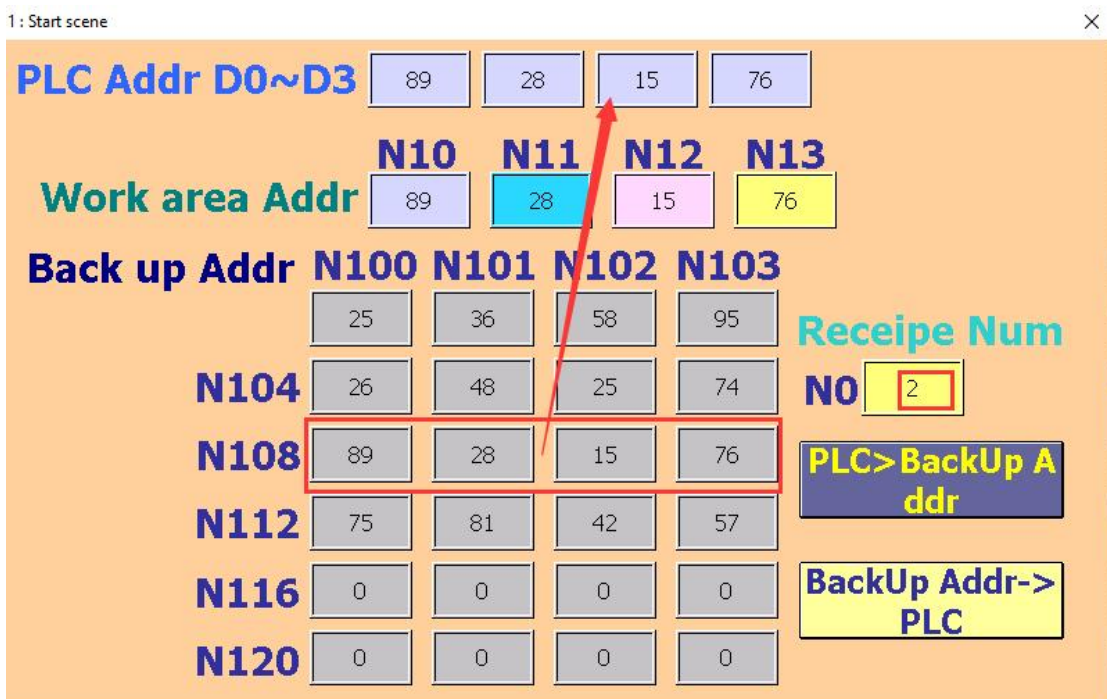 1 : Start scene
PLC Addr D0~D3 89 28 15 76
N10 N11 N12 N13
Work area Addr 89 28 15 76
Back up Addr N100 N101 N102 N103
25 36 58 95
Receipe Num
N104 26 48 25 74
N0 2
N108 89 28 15 76
PLC>BackUp A
ddr
N112 75 81 42 57
N116 0 0 0 0
BackUp Addr->
PLC
N120 0 0 0 0